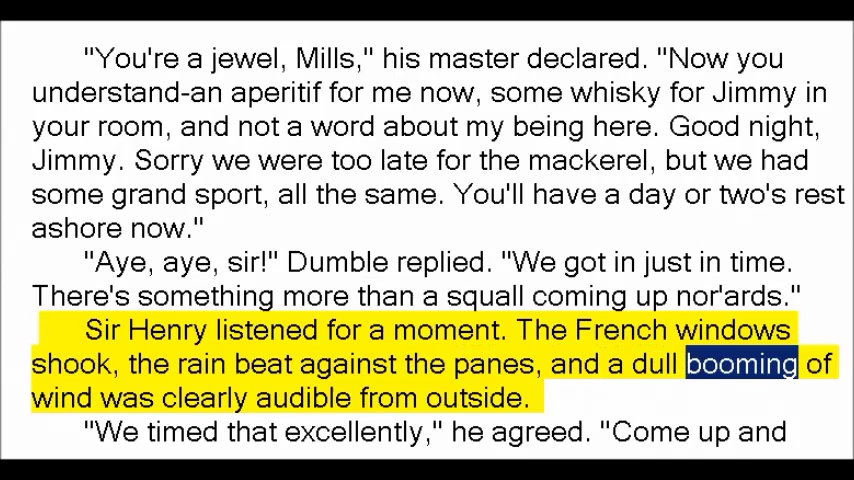 "You're a jewel, Mills," his master declared. "Now you
understand-an aperitif for me now, some whisky for Jimmy in
your room, and not a word about my being here. Good night,
Jimmy. Sorry we were too late for the mackerel, but we had
some grand sport, all the same. You'll have a day or two's rest
ashore now."
"Aye, aye, sir!" Dumble replied. "We got in just in time.
There's something more than a squall coming up nor'ards."
Sir Henry listened for a moment. The French windows
shook, the rain beat against the panes, and a dull booming of
wind was clearly audible from outside.
"We timed that excellently," he agreed. "Come up and